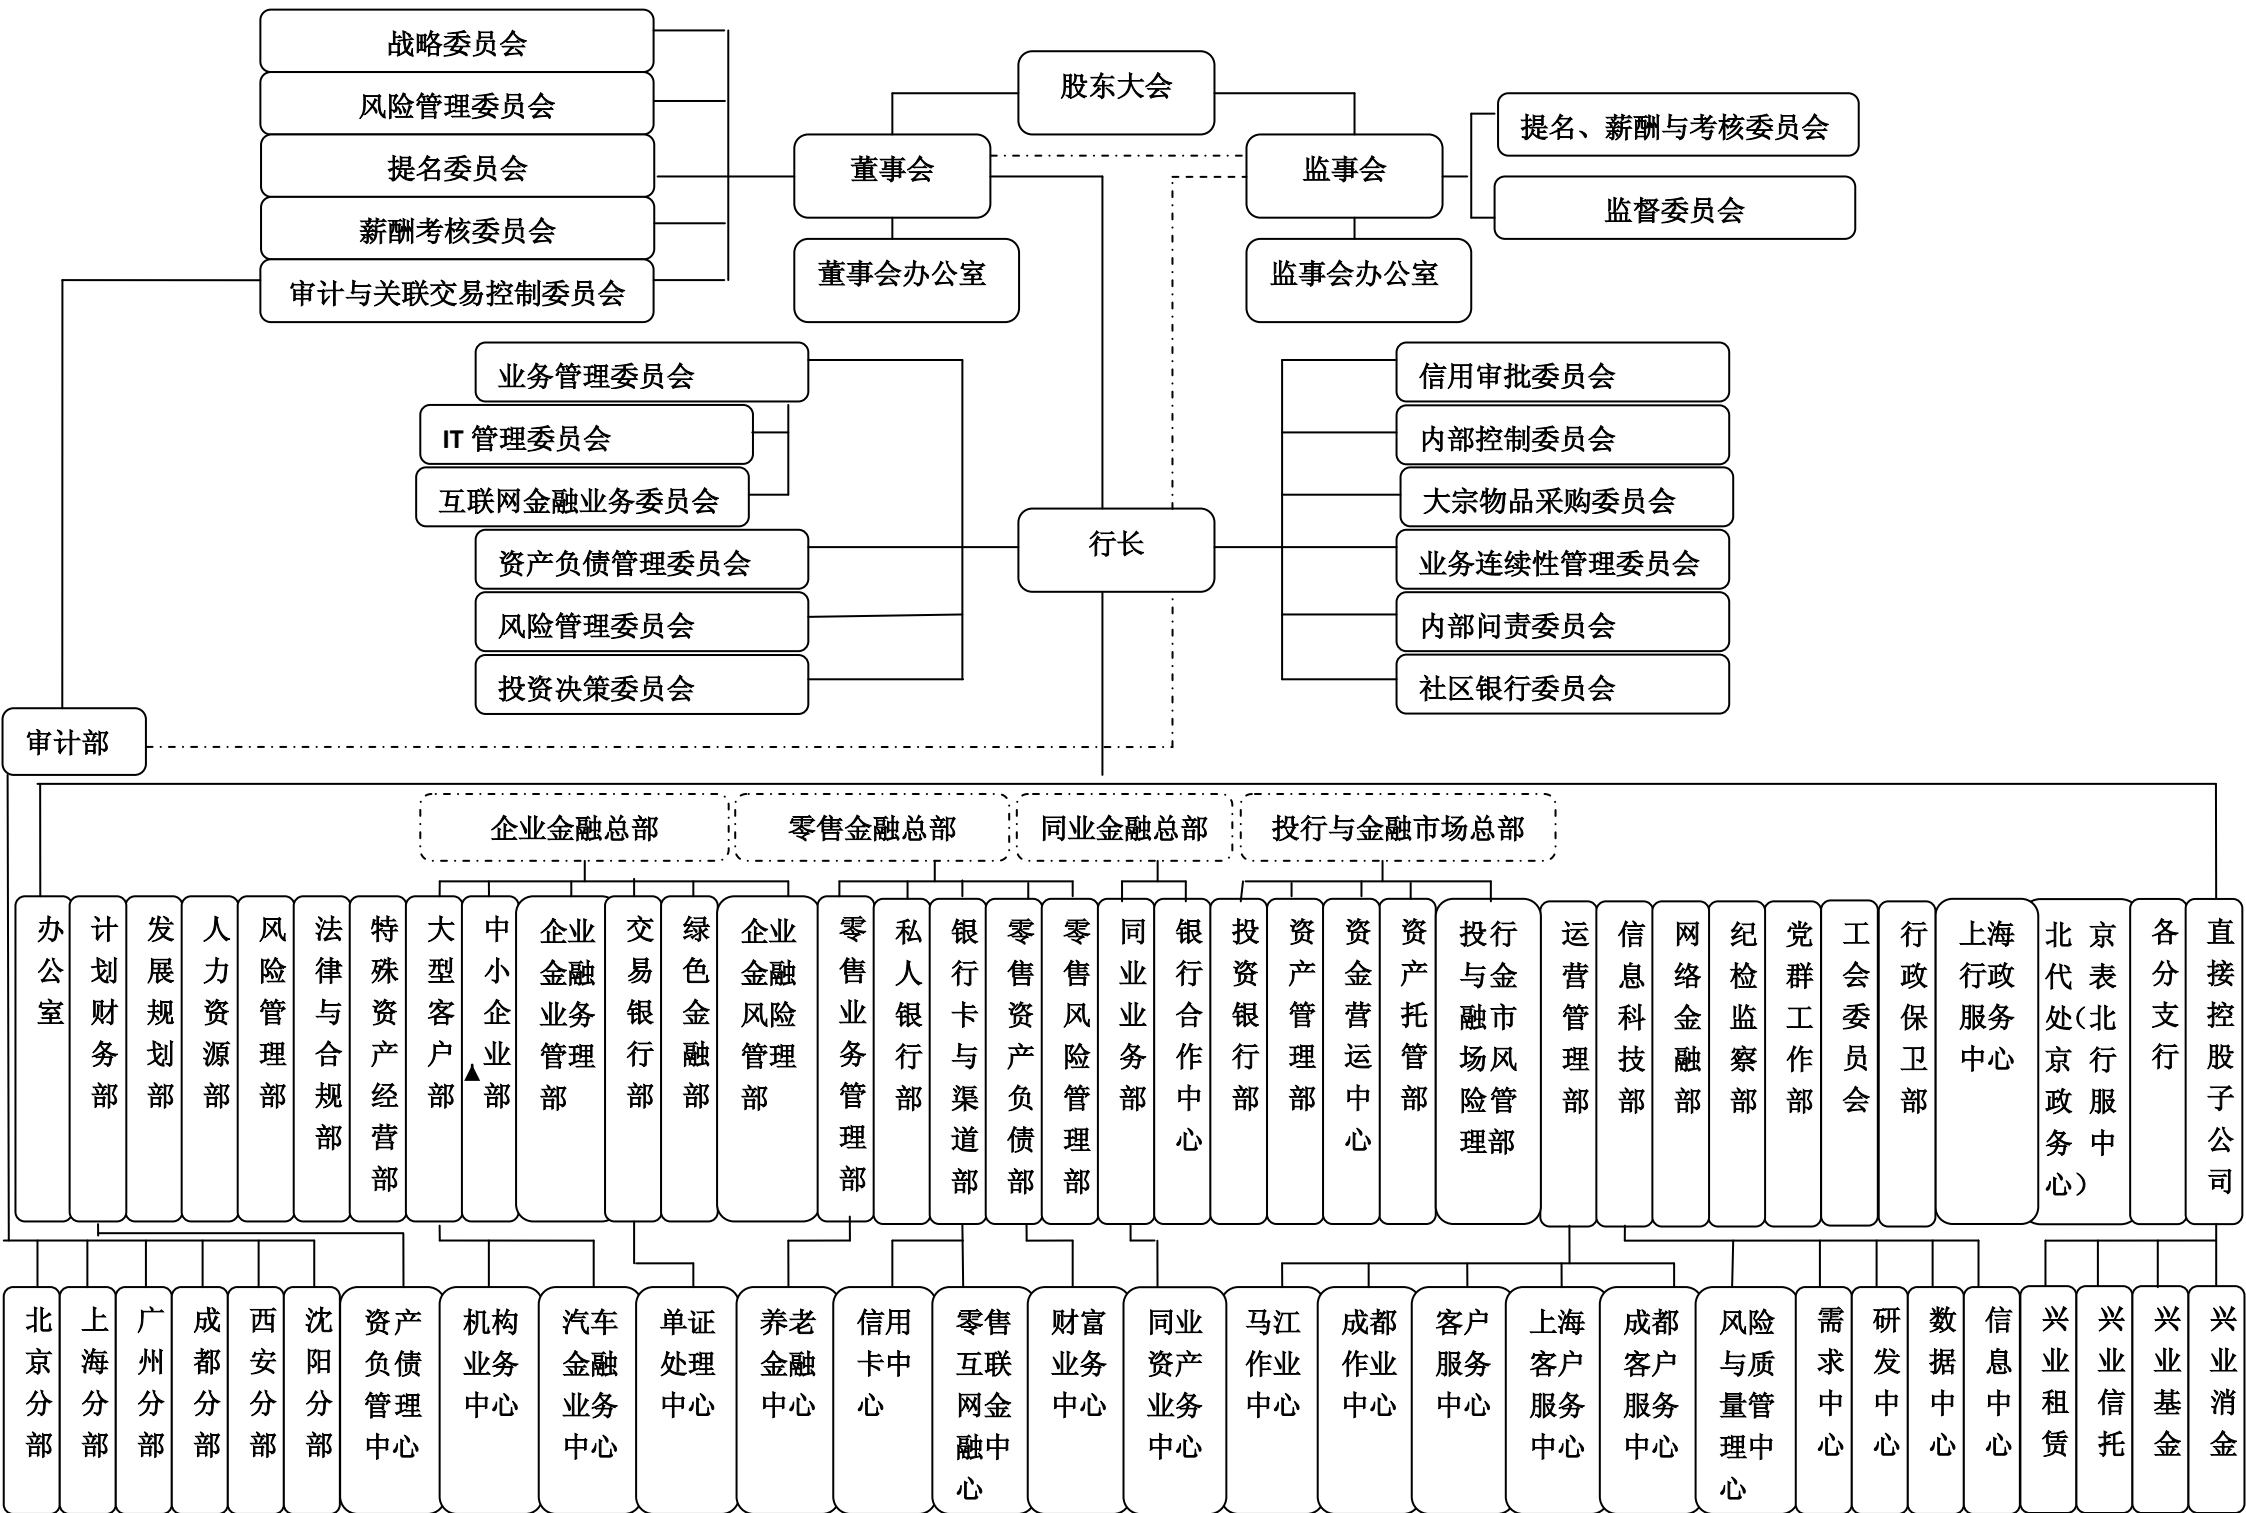 战略委员会
风险管理委员会
提名委员会
薪酬考核委员会
审计与关联交易控制委员会
股东大会
董事会
监事会
提名、薪酬与考核委员会
监督委员会
董事会办公室
监事会办公室
业务管理委员会
IT 管理委员会
互联网金融业务委员会
资产负债管理委员会
风险管理委员会
投资决策委员会
行长
信用审批委员会
内部控制委员会
大宗物品采购委员会
业务连续性管理委员会
内部问责委员会
社区银行委员会
审计部
企业金融总部
零售金融总部
同业金融总部
投行与金融市场总部
办公室
计划财务部
发展规划部
人力资源部
风险管理部
法律与合规部
特殊资产经营部
大型客户部
中小企业部
企业
金融
业务
管理
部
交易银行部
绿色金融部
企业
金融
风险
管理
部
零售业务管理部
私人银行部
银行卡与渠道部
零售资产负债部
零售风险管理部
同业业务部
银行合作中心
投资银行部
资产管理部
资金营运中心
资产托管部
投行
与金
融市
场风
险管
理部
运营管理部
信息科技部
网络金融部
纪检监察部
党群工作部
工会委员会
行政保卫部
上海
行政
服务
中心
北京
代表
处（北
京行
政服
务中
心）
各分支行
直接控股子公司
北京分部
上海分部
广州分部
成都分部
西安分部
沈阳分部
资产
负债
管理
中心
机构
业务
中心
汽车
金融
业务
中心
单证
处理
中心
养老
金融
中心
信用
卡中
心
零售
互联
网金
融中
心
财富
业务
中心
同业
资产
业务
中心
马江
作业
中心
成都
作业
中心
客户
服务
中心
上海
客户
服务
中心
成都
客户
服务
中心
风险
与质
量管
理中
心
需求中心
研发中心
数据中心
信息中心
兴业租赁
兴业信托
兴业基金
兴业消金